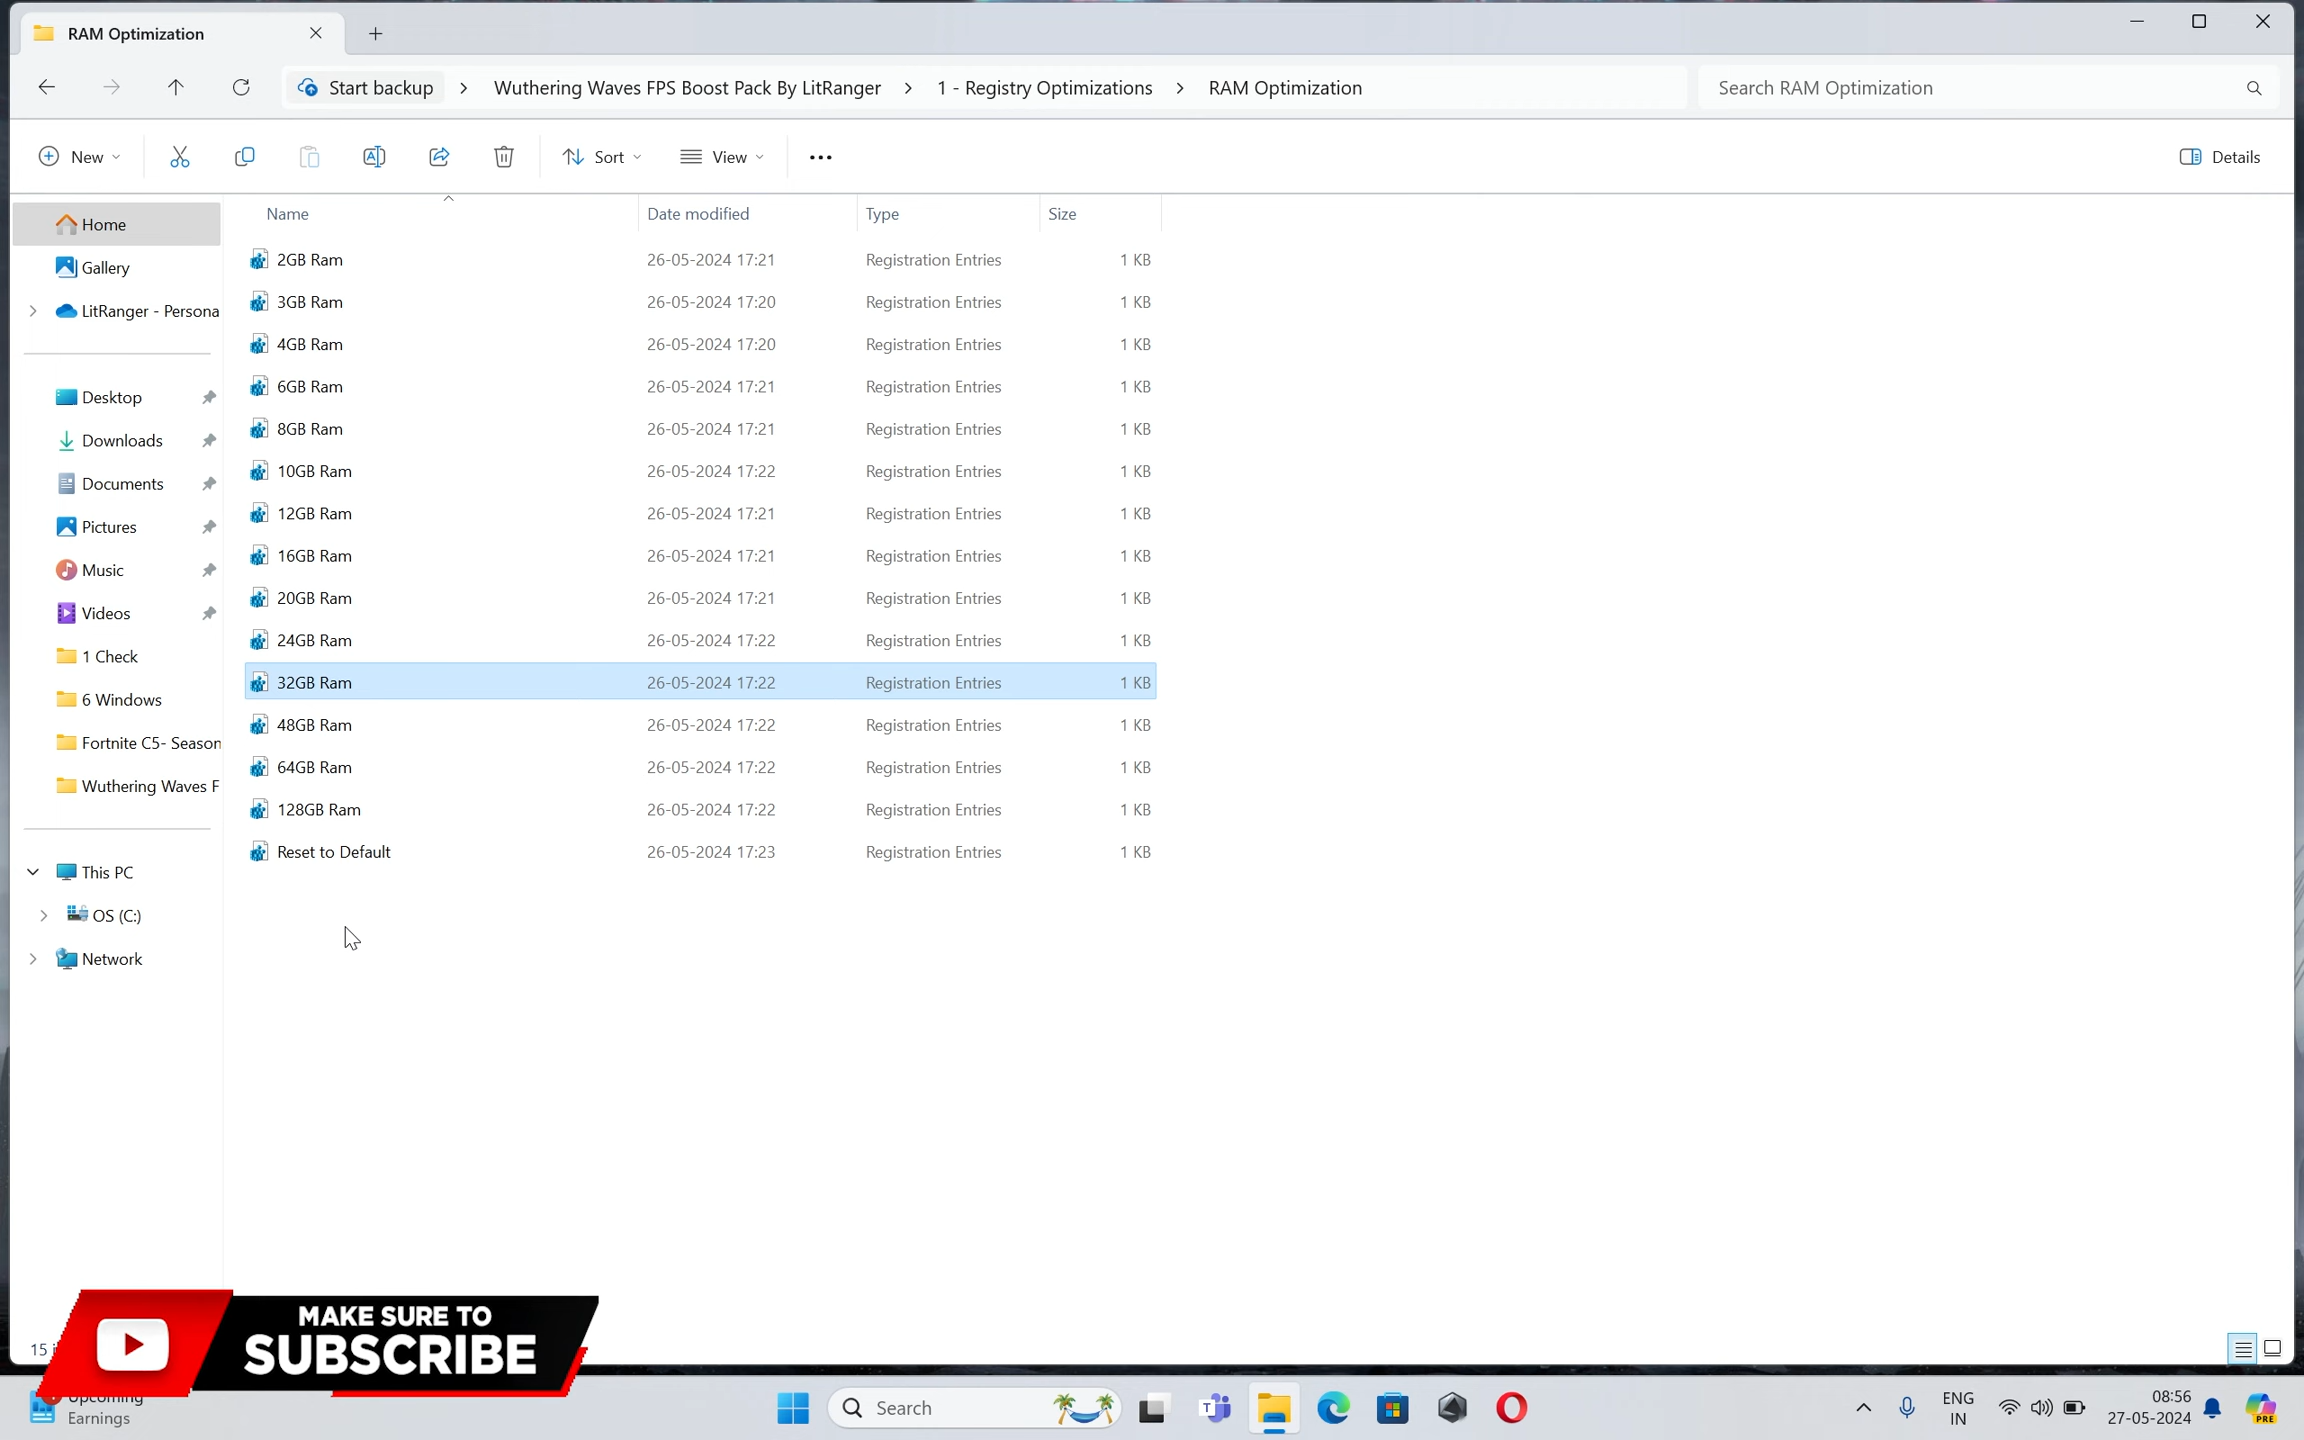 RAM Optimization
Start backup > Wuthering Waves FPS Boost Pack By LitRanger > 1 - Registry Optimizations > RAM Optimization
Search RAM Optimization
New
Sort
View
Details
Name Date modified Type Size
Home
Gallery
LitRanger - Persona
Desktop
Downloads
Documents
Pictures
Music
Videos
1 Check
6 Windows
Fortnite C5- Season
Wuthering Waves F
This PC
OS (C:)
Network
2GB Ram 26-05-2024 17:21 Registration Entries 1 KB
3GB Ram 26-05-2024 17:20 Registration Entries 1 KB
4GB Ram 26-05-2024 17:20 Registration Entries 1 KB
6GB Ram 26-05-2024 17:21 Registration Entries 1 KB
8GB Ram 26-05-2024 17:21 Registration Entries 1 KB
10GB Ram 26-05-2024 17:22 Registration Entries 1 KB
12GB Ram 26-05-2024 17:21 Registration Entries 1 KB
16GB Ram 26-05-2024 17:21 Registration Entries 1 KB
20GB Ram 26-05-2024 17:21 Registration Entries 1 KB
24GB Ram 26-05-2024 17:22 Registration Entries 1 KB
32GB Ram 26-05-2024 17:22 Registration Entries 1 KB
48GB Ram 26-05-2024 17:22 Registration Entries 1 KB
64GB Ram 26-05-2024 17:22 Registration Entries 1 KB
128GB Ram 26-05-2024 17:22 Registration Entries 1 KB
Reset to Default 26-05-2024 17:23 Registration Entries 1 KB
15
MAKE SURE TO
SUBSCRIBE
Upcoming
Earnings
Search
ENG
IN
08:56
27-05-2024
PRE